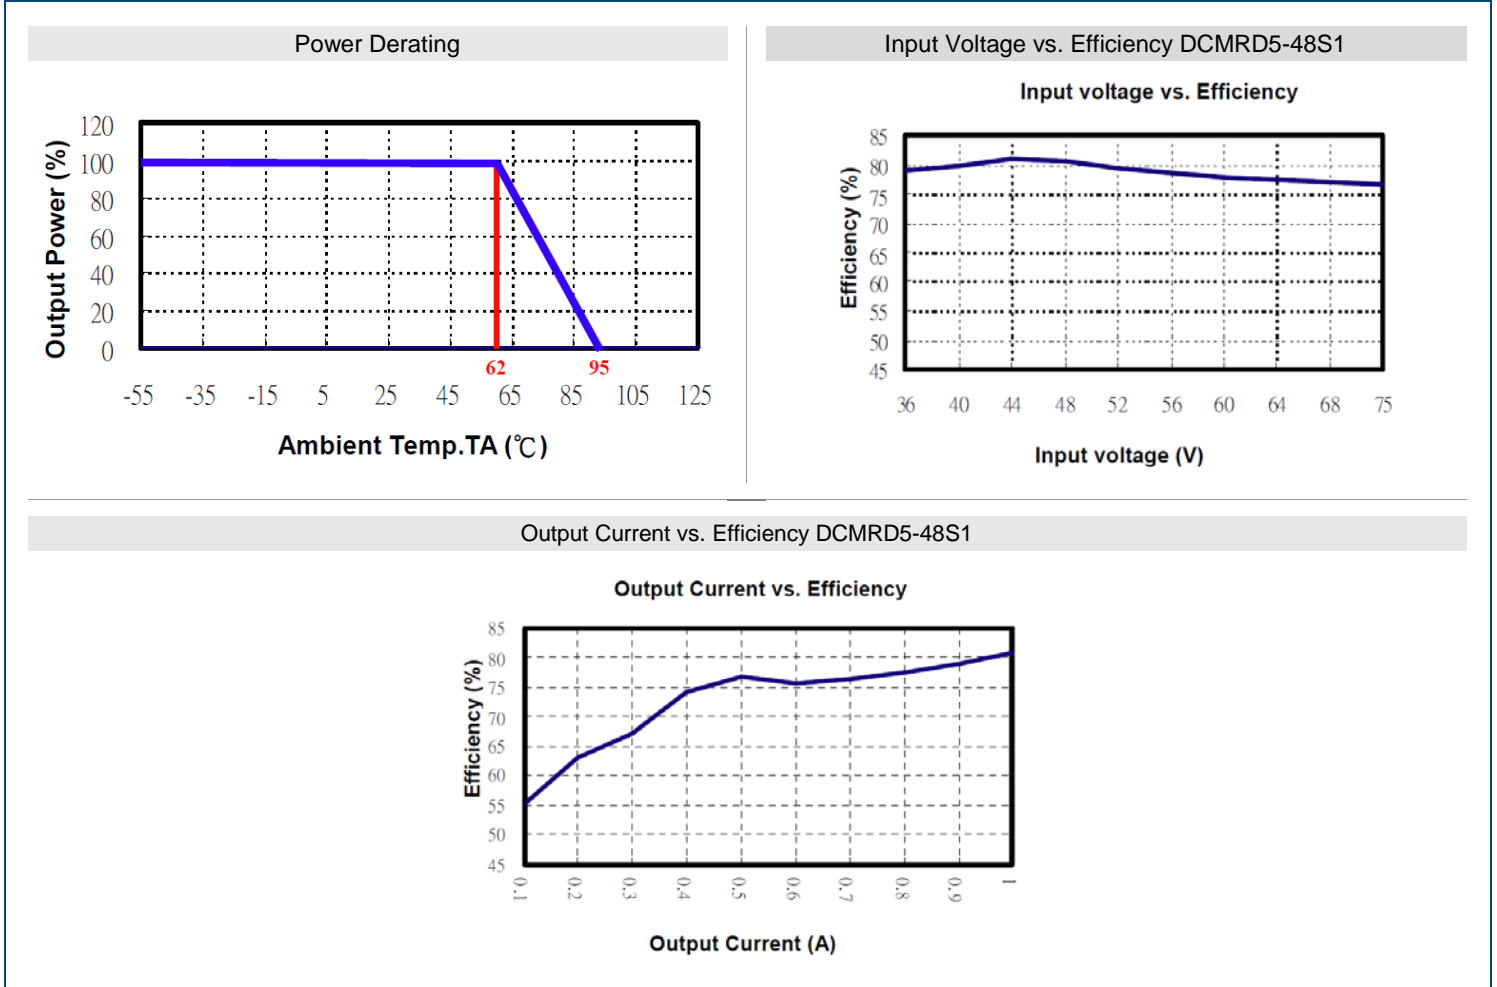 Power Derating
Output Power (%)
120
100
80
60
40
20
0
62 95
-55 -35 -15 5 25 45 65 85 105 125
Ambient Temp.TA (℃)
Input Voltage vs. Efficiency DCMRD5-48S1
Input voltage vs. Efficiency
Efficiency (%)
85
80
75
70
65
60
55
50
45
36 40 44 48 52 56 60 64 68 75
Input voltage (V)
Output Current vs. Efficiency DCMRD5-48S1
Output Current vs. Efficiency
Efficiency (%)
85
80
75
70
65
60
55
50
45
0.1 0.2 0.3 0.4 0.5 0.6 0.7 0.8 0.9 1
Output Current (A)